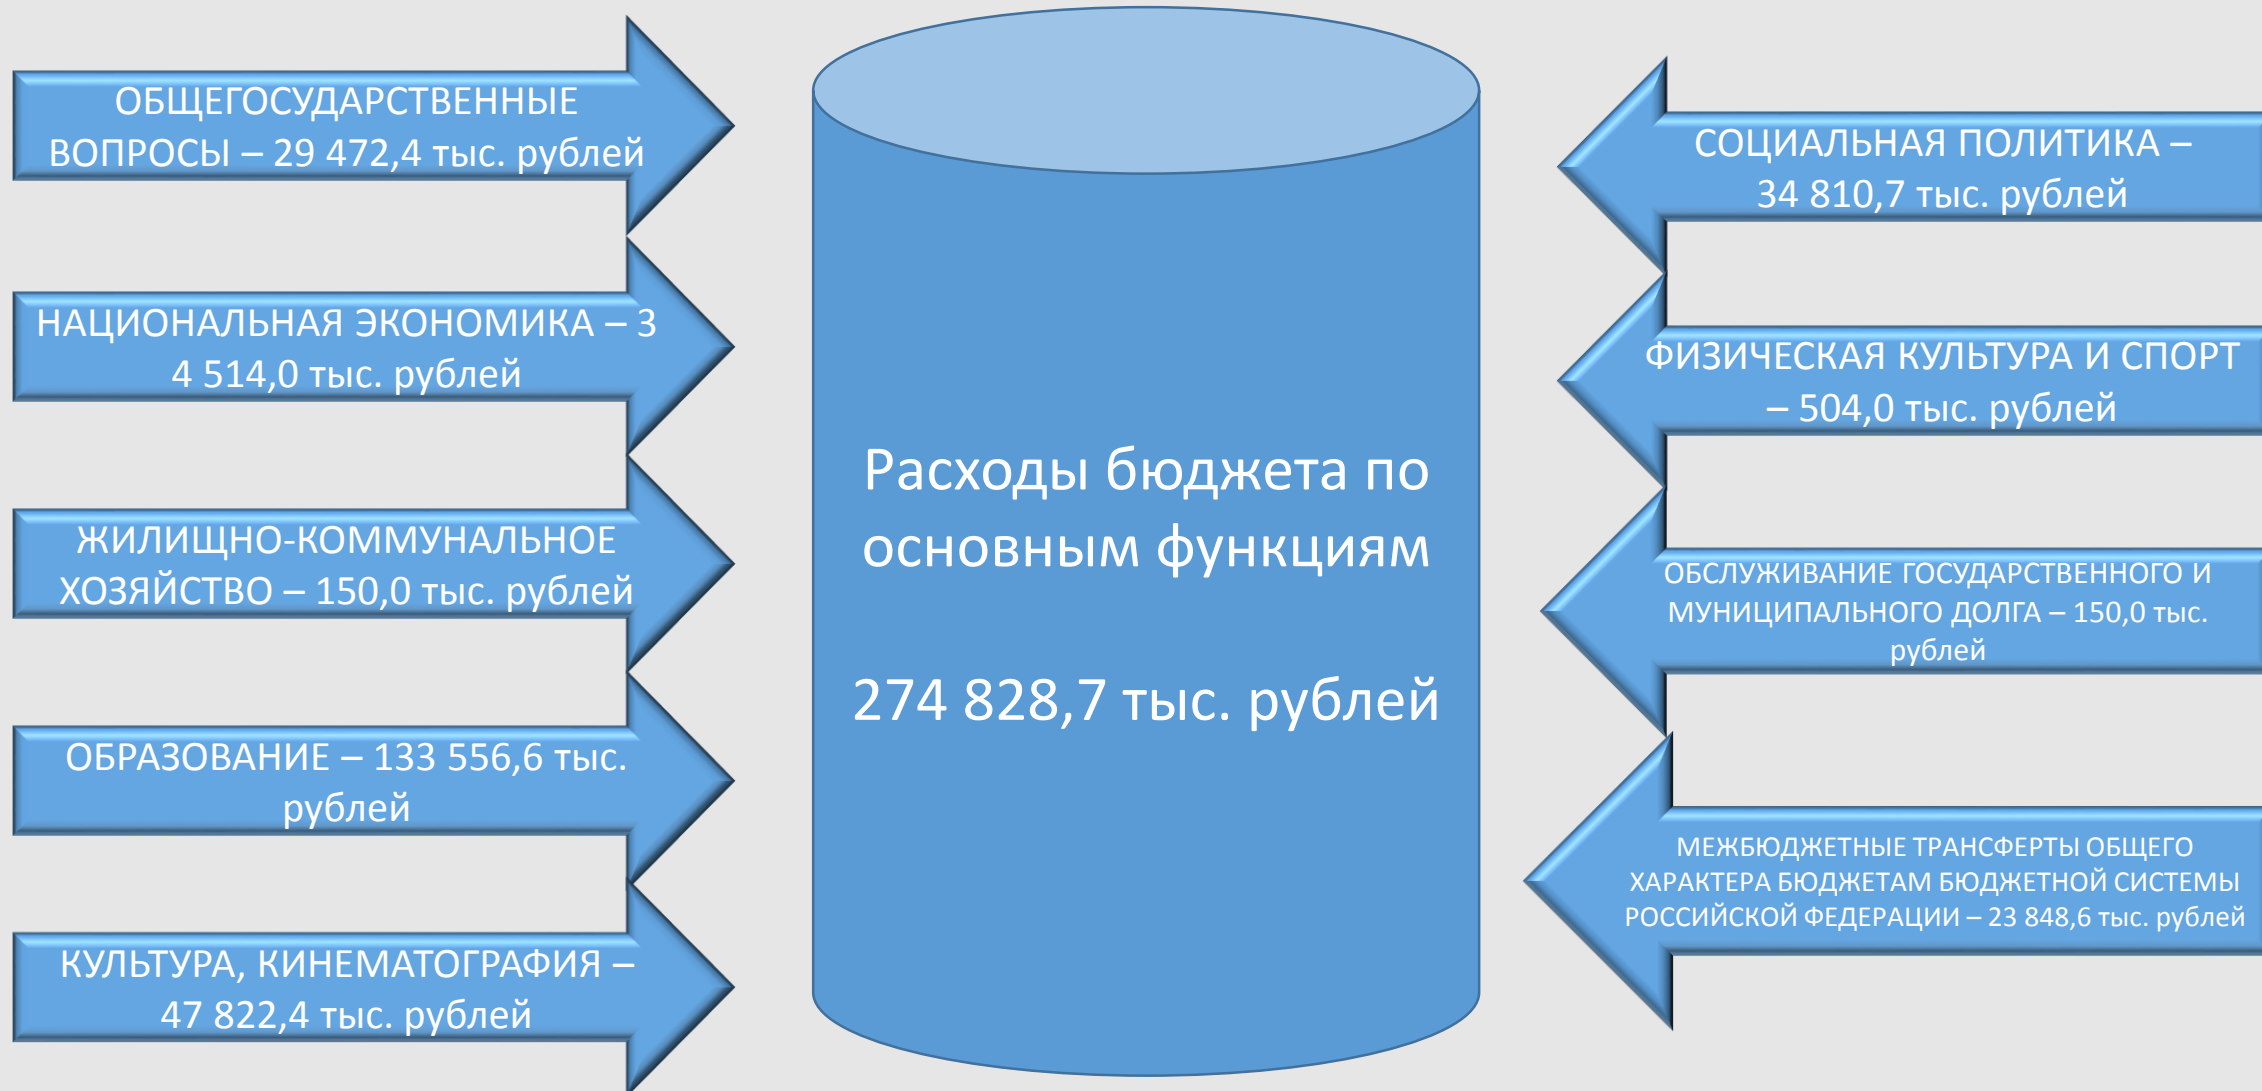 ОБЩЕГОСУДАРСТВЕННЫЕ
ВОПРОСЫ – 29 472,4 тыс. рублей
НАЦИОНАЛЬНАЯ ЭКОНОМИКА – 3
4 514,0 тыс. рублей
ЖИЛИЩНО-КОММУНАЛЬНОЕ
ХОЗЯЙСТВО – 150,0 тыс. рублей
ОБРАЗОВАНИЕ – 133 556,6 тыс.
рублей
КУЛЬТУРА, КИНЕМАТОГРАФИЯ –
47 822,4 тыс. рублей
Расходы бюджета по
основным функциям
274 828,7 тыс. рублей
СОЦИАЛЬНАЯ ПОЛИТИКА –
34 810,7 тыс. рублей
ФИЗИЧЕСКАЯ КУЛЬТУРА И СПОРТ
– 504,0 тыс. рублей
ОБСЛУЖИВАНИЕ ГОСУДАРСТВЕННОГО И
МУНИЦИПАЛЬНОГО ДОЛГА – 150,0 тыс.
рублей
МЕЖБЮДЖЕТНЫЕ ТРАНСФЕРТЫ ОБЩЕГО
ХАРАКТЕРА БЮДЖЕТАМ БЮДЖЕТНОЙ СИСТЕМЫ
РОССИЙСКОЙ ФЕДЕРАЦИИ – 23 848,6 тыс. рублей